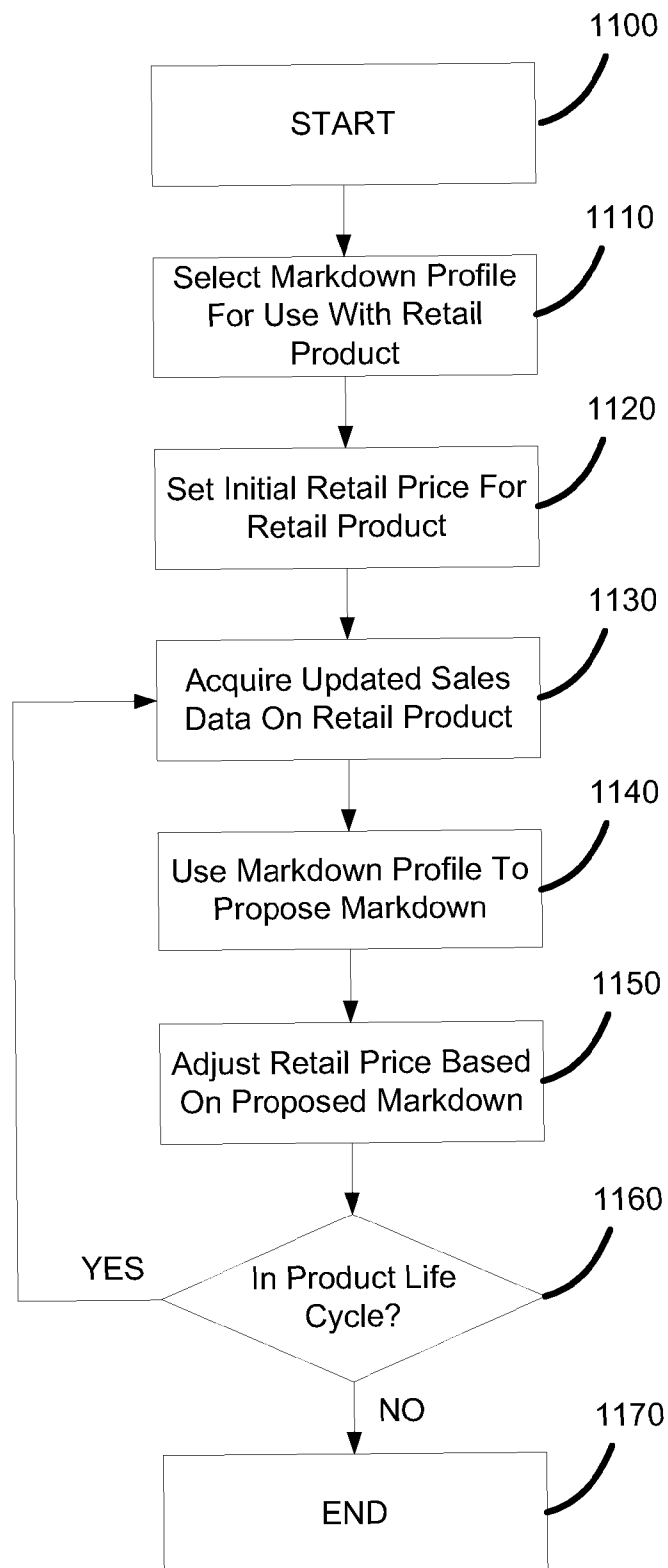 1100
START
1110
Select Markdown Profile
For Use With Retail
Product
1120
Set Initial Retail Price For
Retail Product
1130
Acquire Updated Sales
Data On Retail Product
1140
Use Markdown Profile To
Propose Markdown
1150
Adjust Retail Price Based
On Proposed Markdown
1160
YES
In Product Life
Cycle?
NO
1170
END